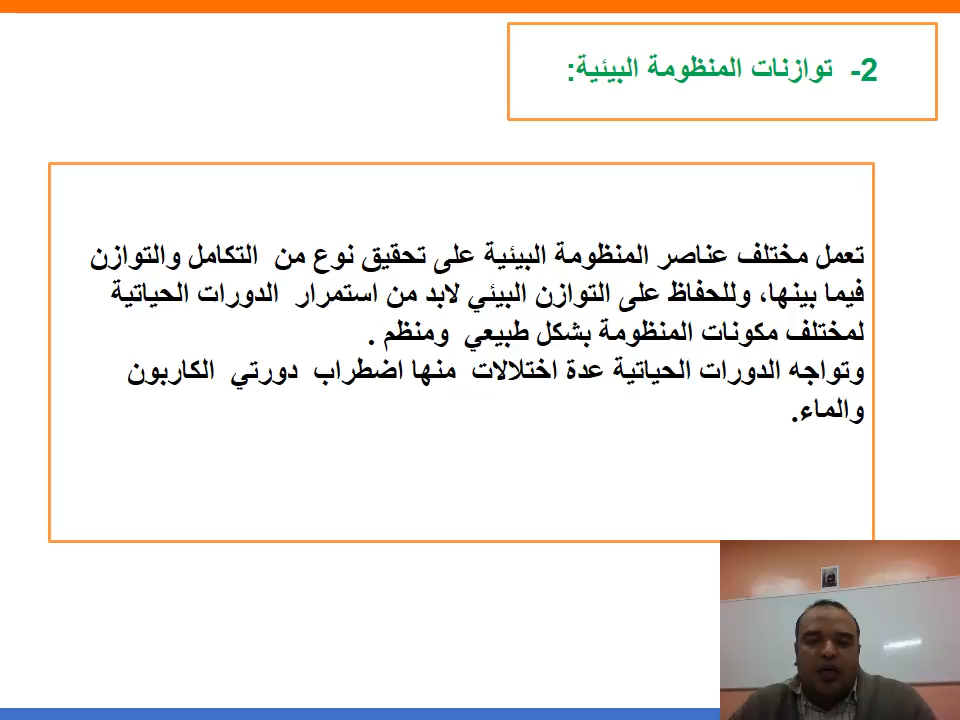 2- توازنات المنظومة البيئية:
تعمل مختلف عناصر المنظومة البيئية على تحقيق نوع من التكامل والتوازن
فيما بينها، وللحفاظ على التوازن البيئي لابد من استمرار الدورات الحياتية
لمختلف مكونات المنظومة بشكل طبيعي ومنظم .
وتواجه الدورات الحياتية عدة اختلالات منها اضطراب دورتي الكاربون
والماء.